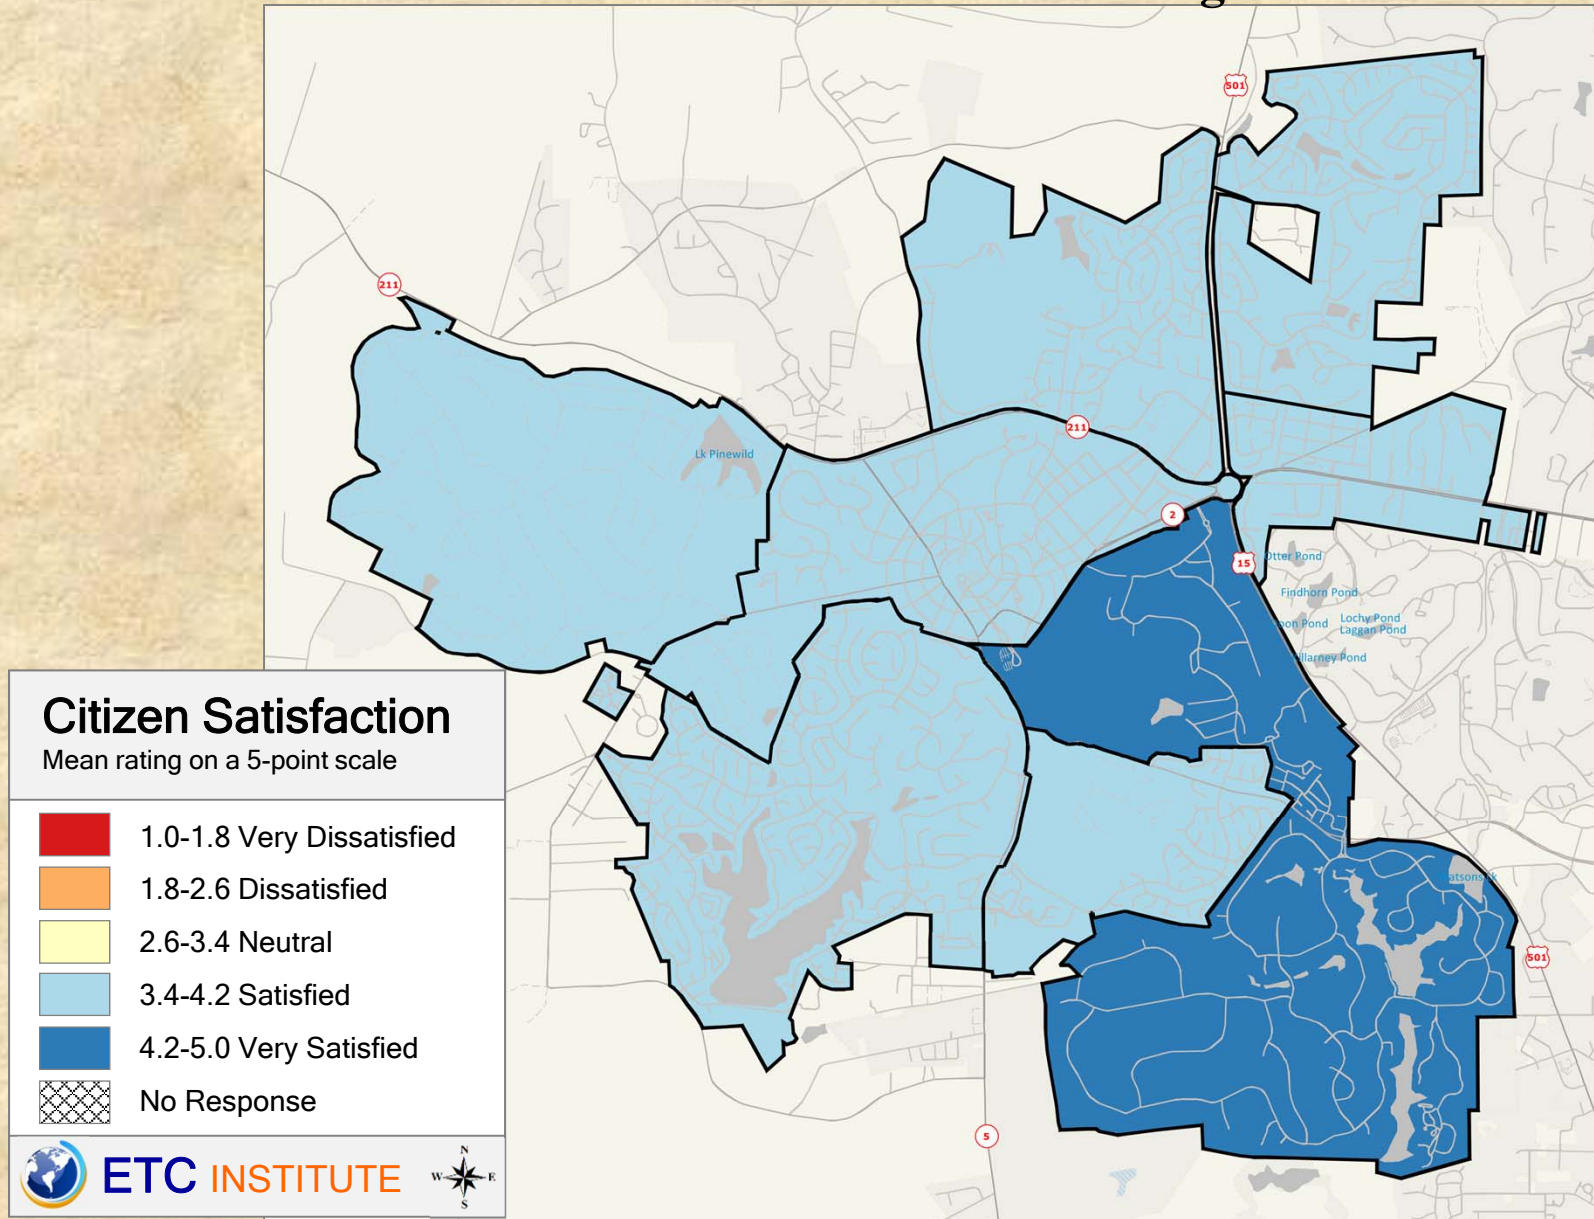 501
211
Lk Pinewild
211
2
15
Otter Pond
Findhorn Pond
Lochy Pond
Laggan Pond
501
5
Citizen Satisfaction
Mean rating on a 5-point scale
1.0-1.8 Very Dissatisfied
1.8-2.6 Dissatisfied
2.6-3.4 Neutral
3.4-4.2 Satisfied
4.2-5.0 Very Satisfied
No Response
ETC INSTITUTE
N
W E
S